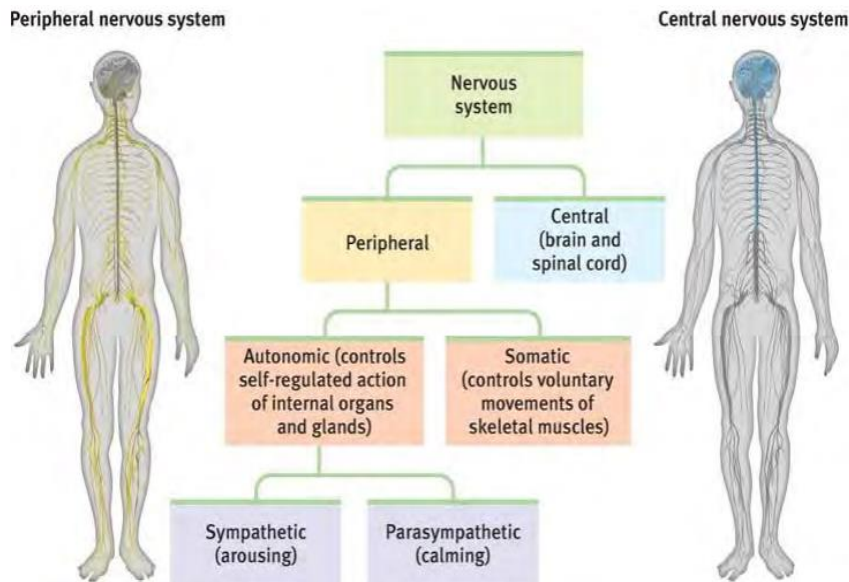 Peripheral nervous system
Central nervous system
Nervous
system
Peripheral
Central
(brain and
spinal cord)
Autonomic (controls
self-regulated action
of internal organs
and glands)
Somatic
(controls voluntary
movements of
skeletal muscles)
Sympathetic
(arousing)
Parasympathetic
(calming)